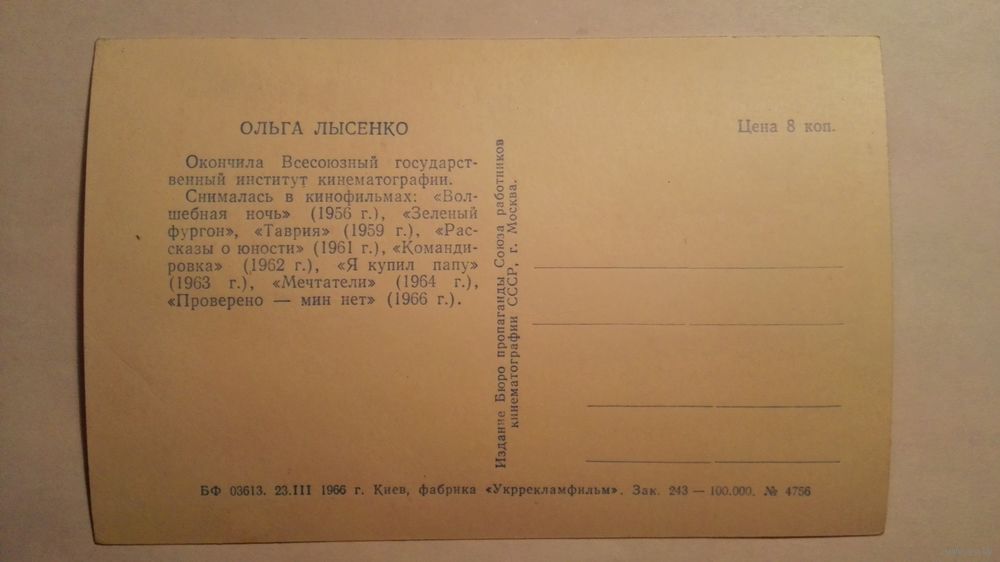 ОЛЬГА ЛЫСЕНКО
Окончила Всесоюзный государст-
венный институт кинематографии.
Снималась в кинофильмах: «Вол-
шебная ночь» (1956 г.), «Зеленый
фургон», «Таврия» (1959 г.), «Рас-
сказы о юности» (1961 г.), «Команди-
ровка» (1962 г.), «Я купил папу»
(1963 г.), «Мечтатели» (1964 г.),
«Проверено — мин нет» (1966 г.).
Издание Бюро пропаганды Союза работников
кинематографии СССР, г. Москва.
Цена 8 коп.
БФ 03613. 23.III 1966 г. Киев, фабрика «Укррекламфильм». Зак. 243 — 100.000. № 4756